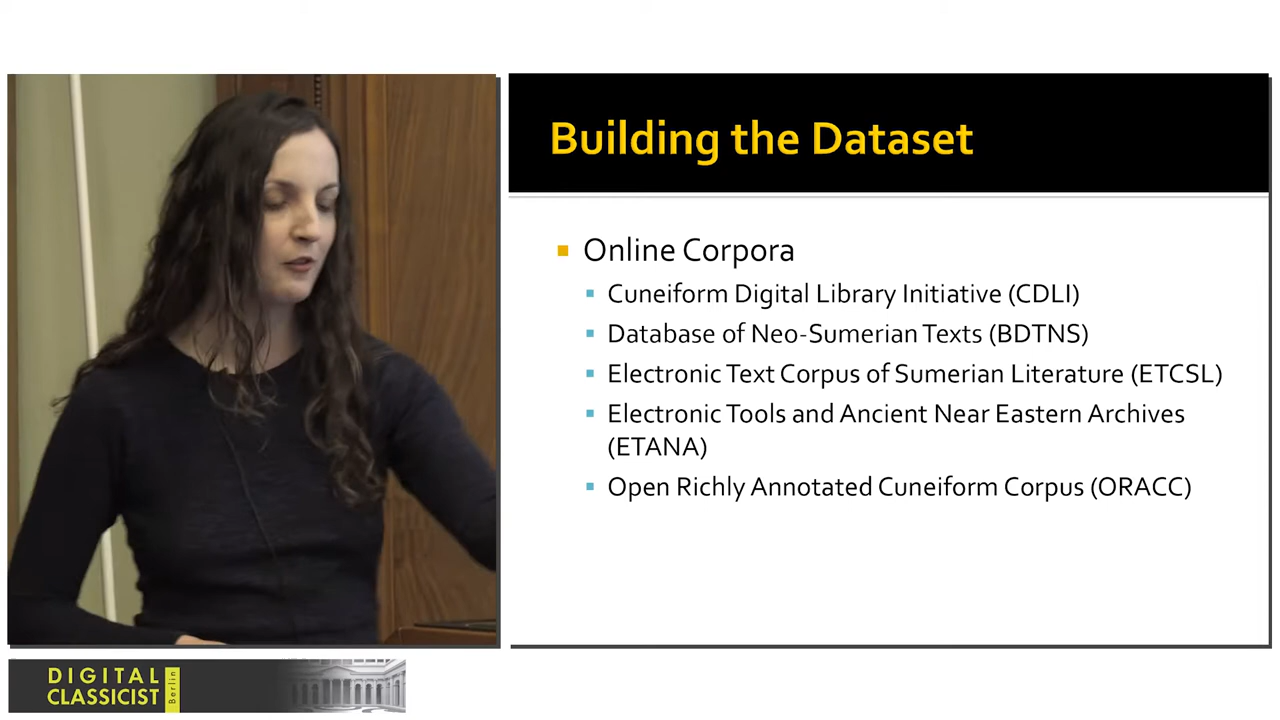 Building the Dataset
Online Corpora
Cuneiform Digital Library Initiative (CDLI)
Database of Neo-Sumerian Texts (BDTNS)
Electronic Text Corpus of Sumerian Literature (ETCSL)
Electronic Tools and Ancient Near Eastern Archives
(ETANA)
Open Richly Annotated Cuneiform Corpus (ORACC)
DIGITAL
CLASSICIST
Berlin